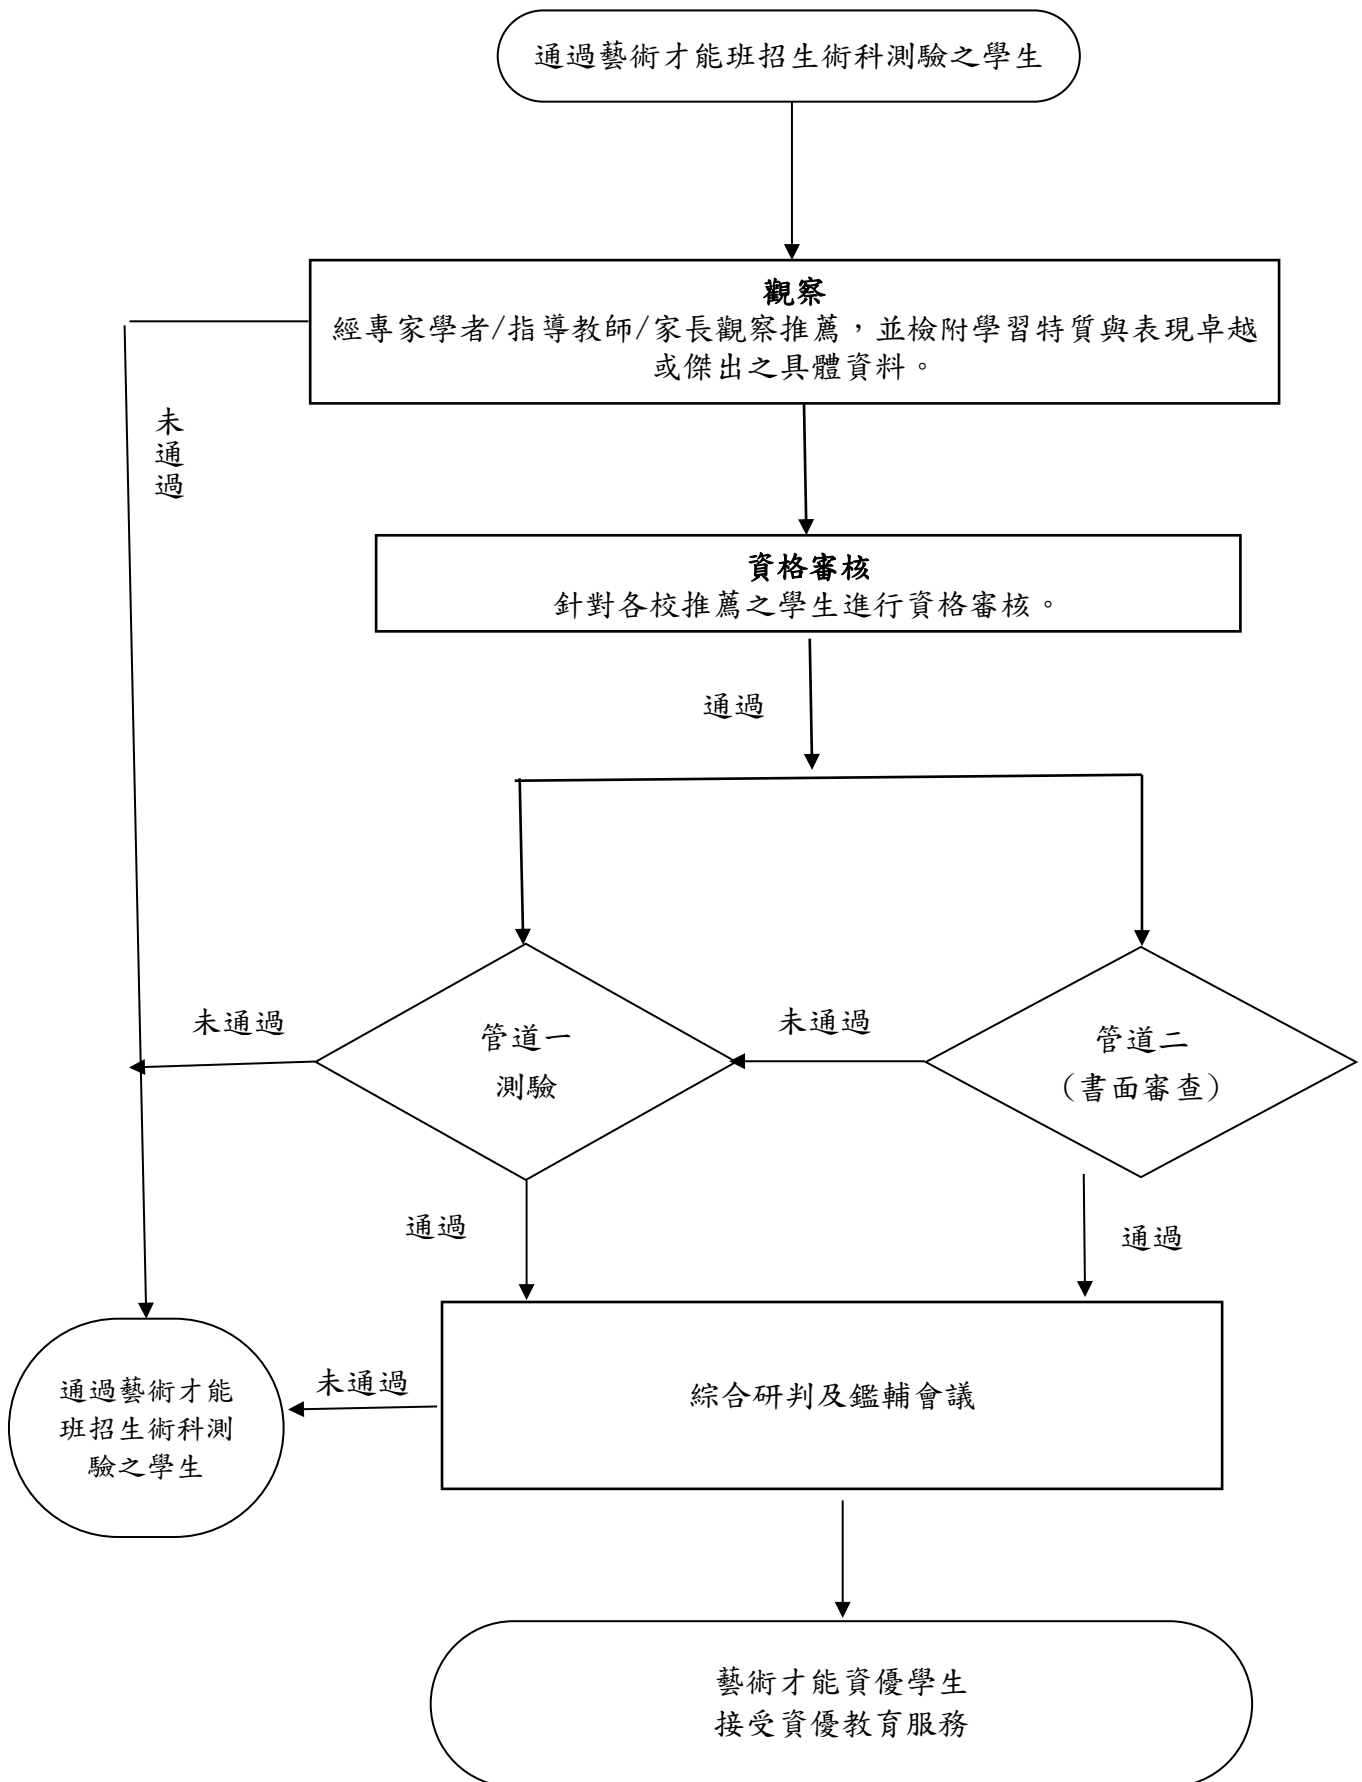 通過藝術才能班招生術科測驗之學生
觀察
經專家學者/指導教師/家長觀察推薦，並檢附學習特質與表現卓越
或傑出之具體資料。
未
通
過
資格審核
針對各校推薦之學生進行資格審核。
通過
未通過
管道一
測驗
未通過
管道二
（書面審查）
通過
通過
通過藝術才能
班招生術科測
驗之學生
未通過
綜合研判及鑑輔會議
藝術才能資優學生
接受資優教育服務